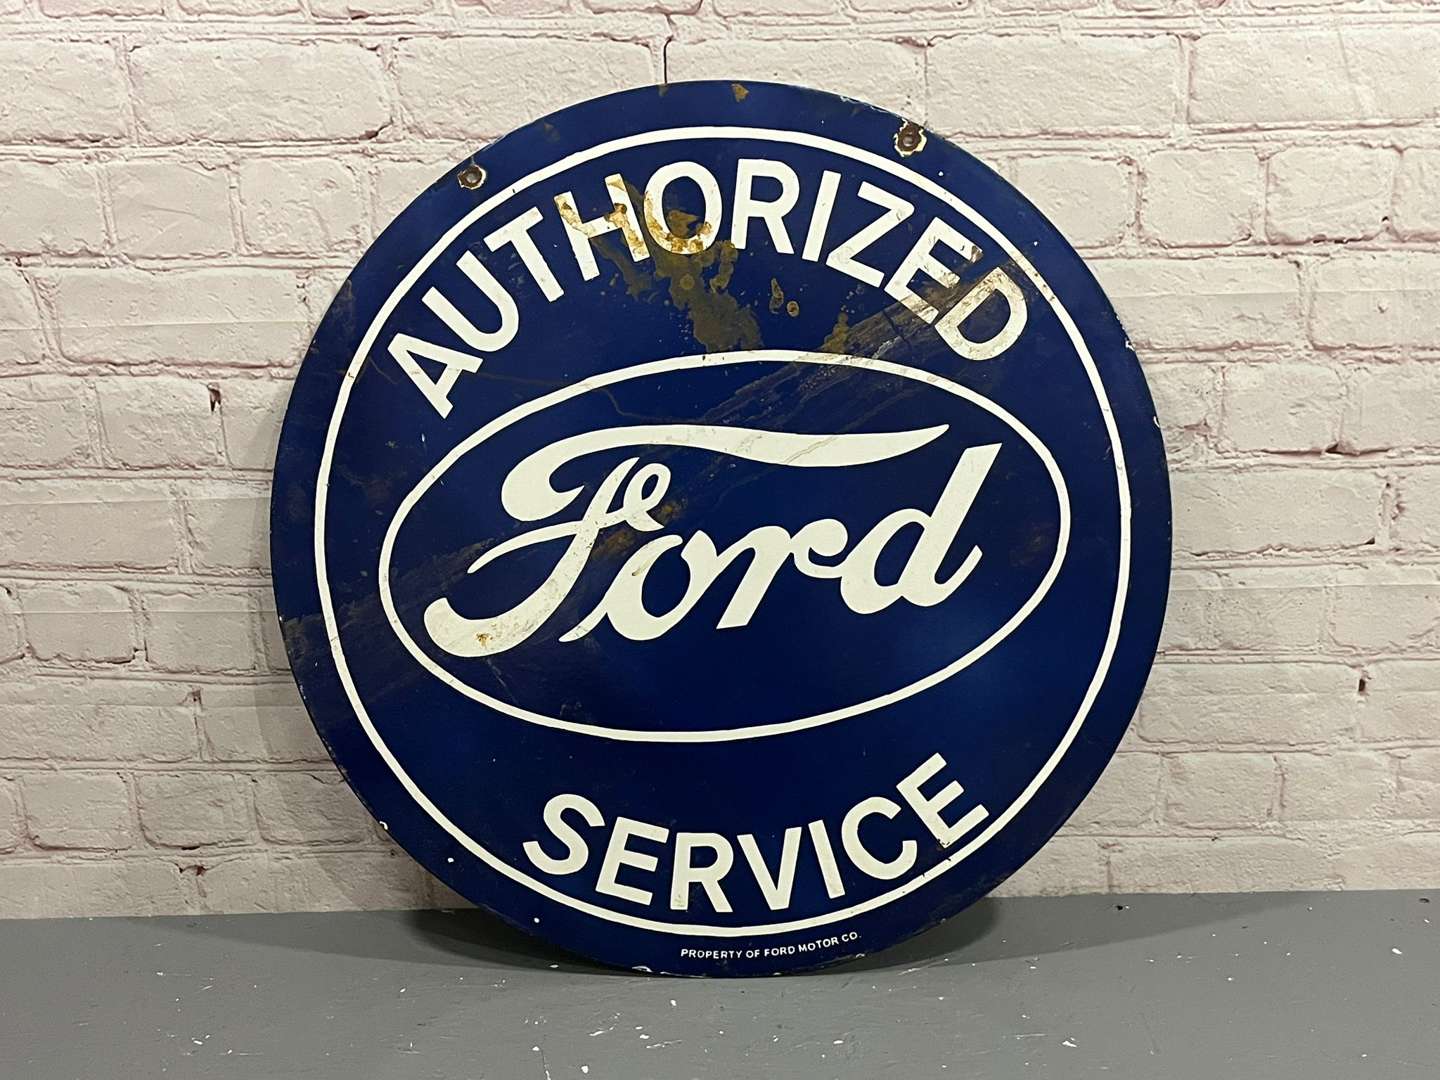 AUTHORIZED
Ford
SERVICE
PROPERTY OF FORD MOTOR CO.